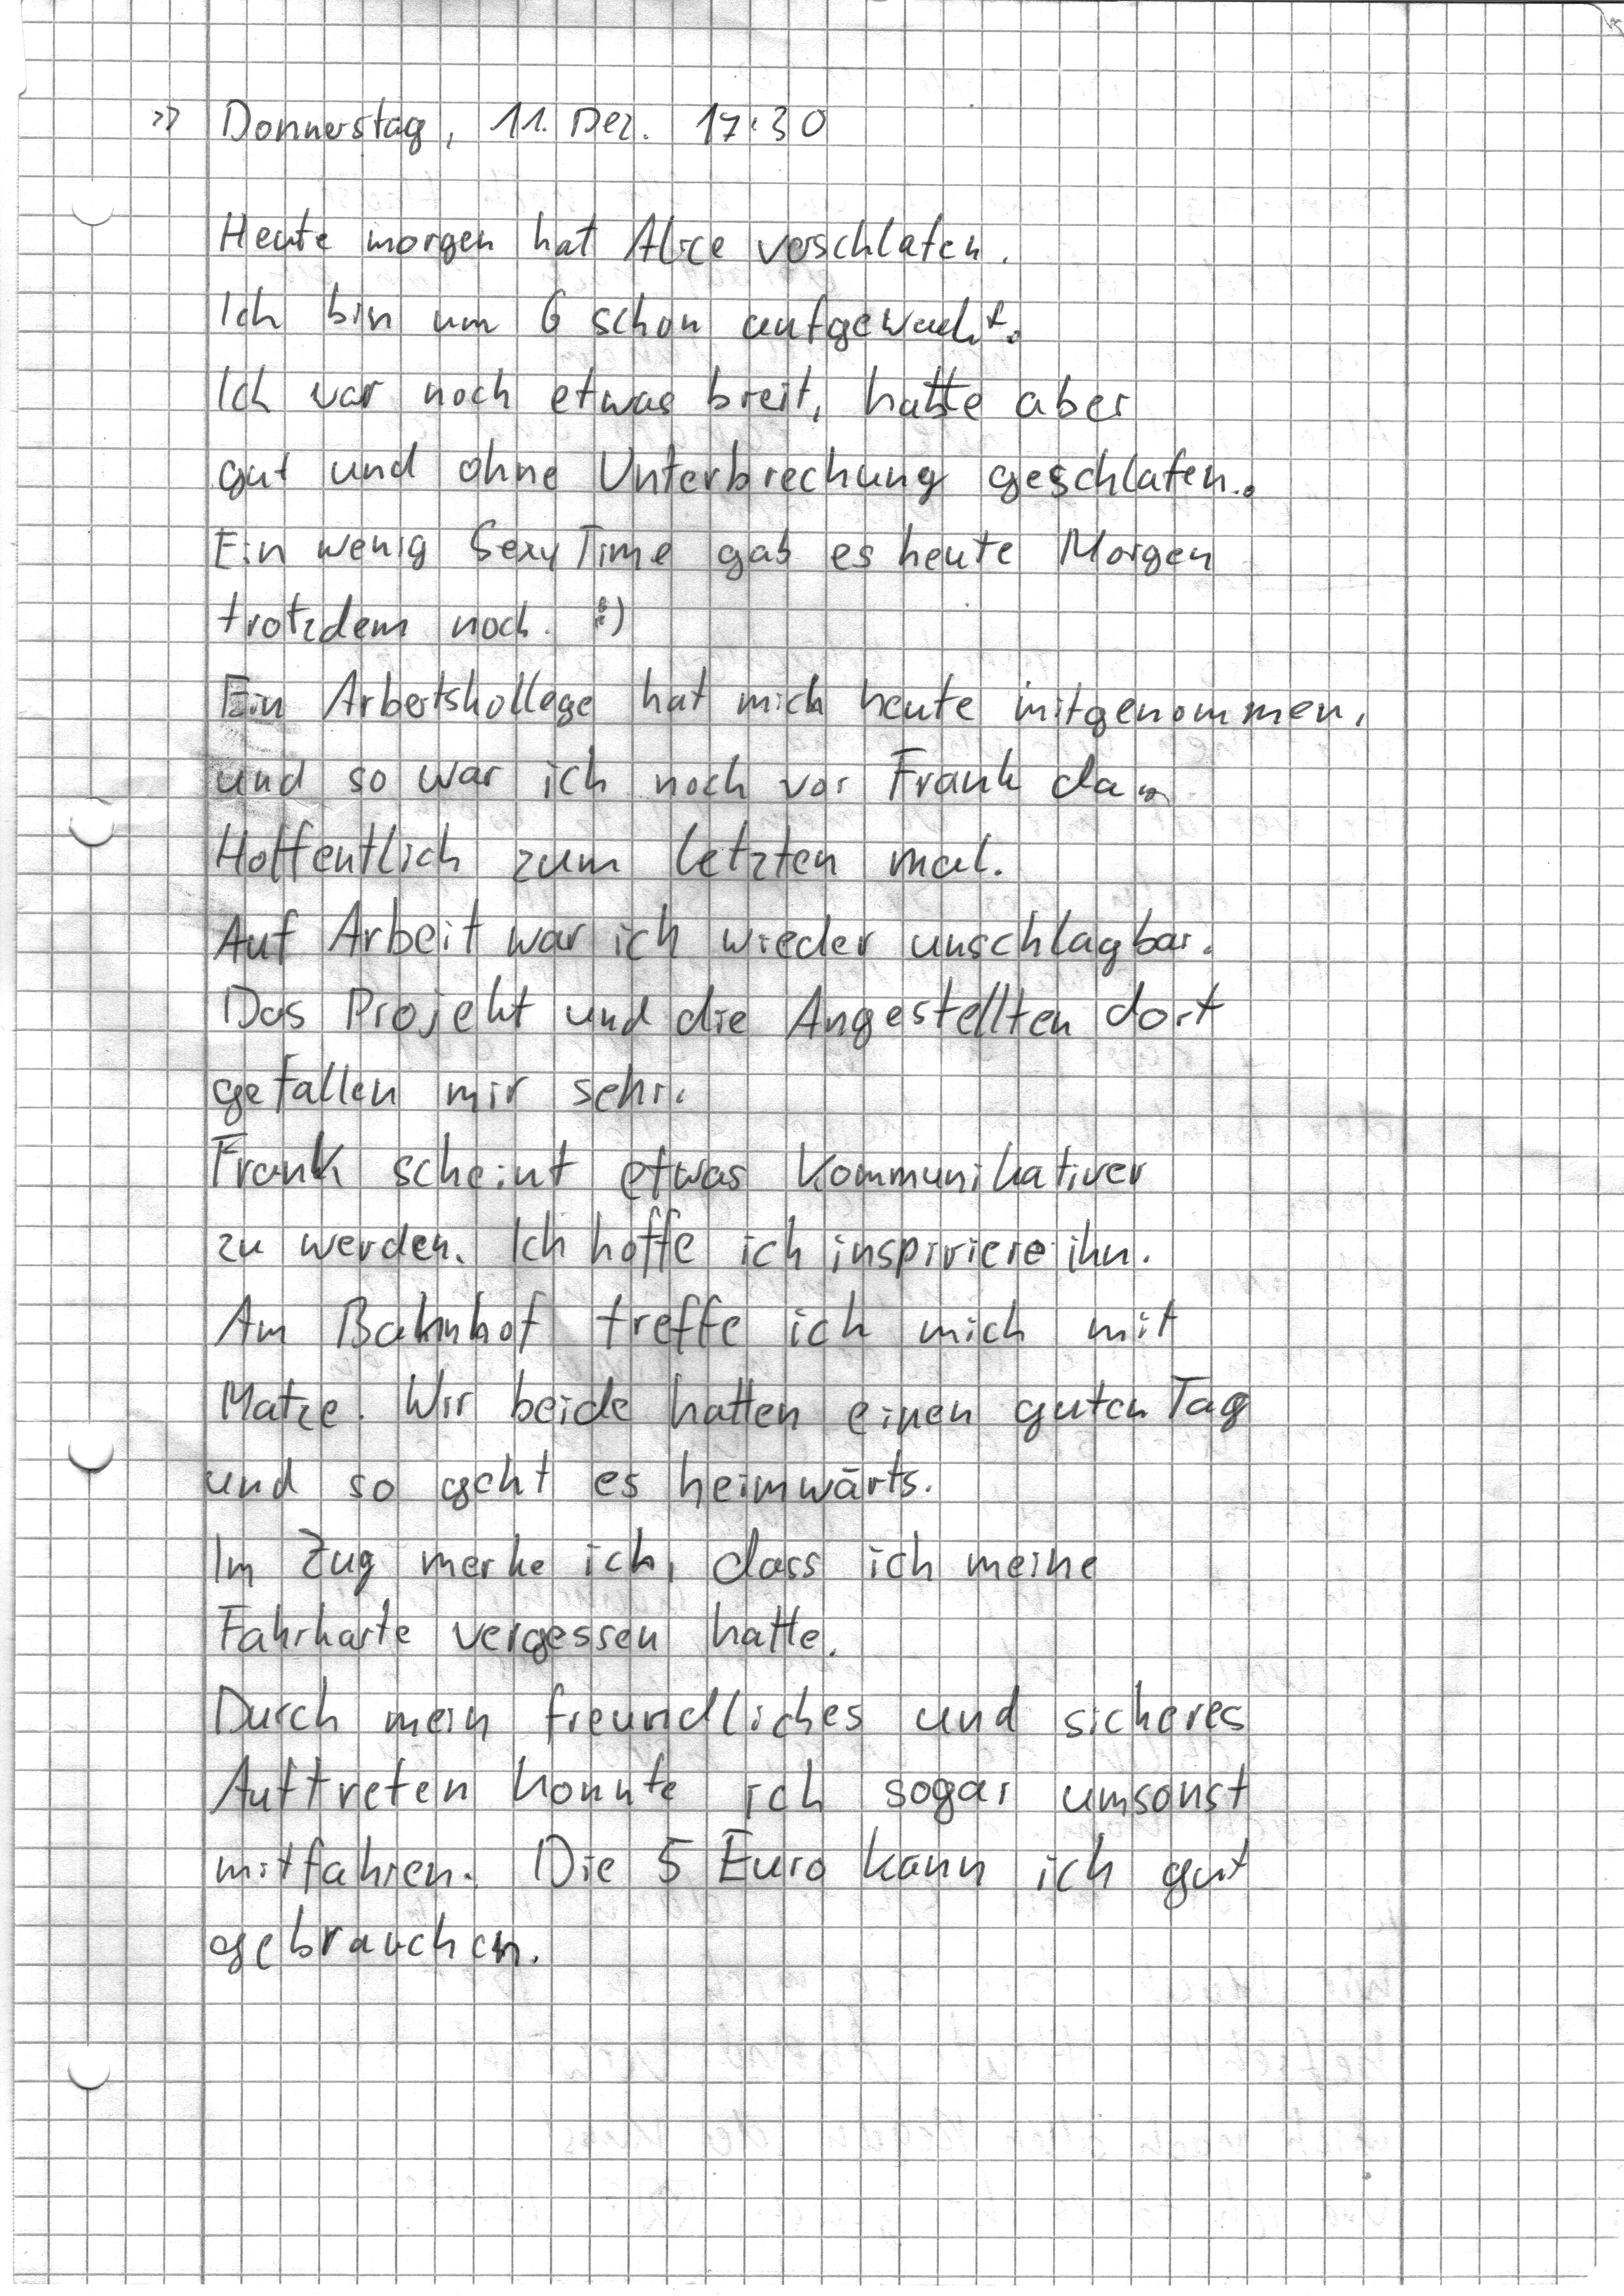 >> Donnerstag, 11. Dez. 17:30
Heute morgen hat Alice verschlafen.
Ich bin um 6 schon aufgewacht.
Ich war noch etwas breit, hatte aber
gut und ohne Unterbrechung geschlafen.
Ein wenig Sexy Time gab es heute Morgen
trotzdem noch. :)
Ein Arbeitskollege hat mich heute mitgenommen,
und so war ich noch vor Frank da.
Hoffentlich zum letzten mal.
Auf Arbeit war ich wieder unschlagbar.
Das Projekt und die Angestellten dort
gefallen mir sehr.
Frank scheint etwas kommunikativer
zu werden. Ich hoffe ich inspiriere ihn.
Am Bahnhof treffe ich mich mit
Matze. Wir beide hatten einen guten Tag
und so geht es heimwärts.
Im Zug merke ich, dass ich meine
Fahrkarte vergessen hatte.
Durch mein freundliches und sicheres
Auftreten konnte ich sogar umsonst
mitfahren. Die 5 Euro kann ich gut
gebrauchen.